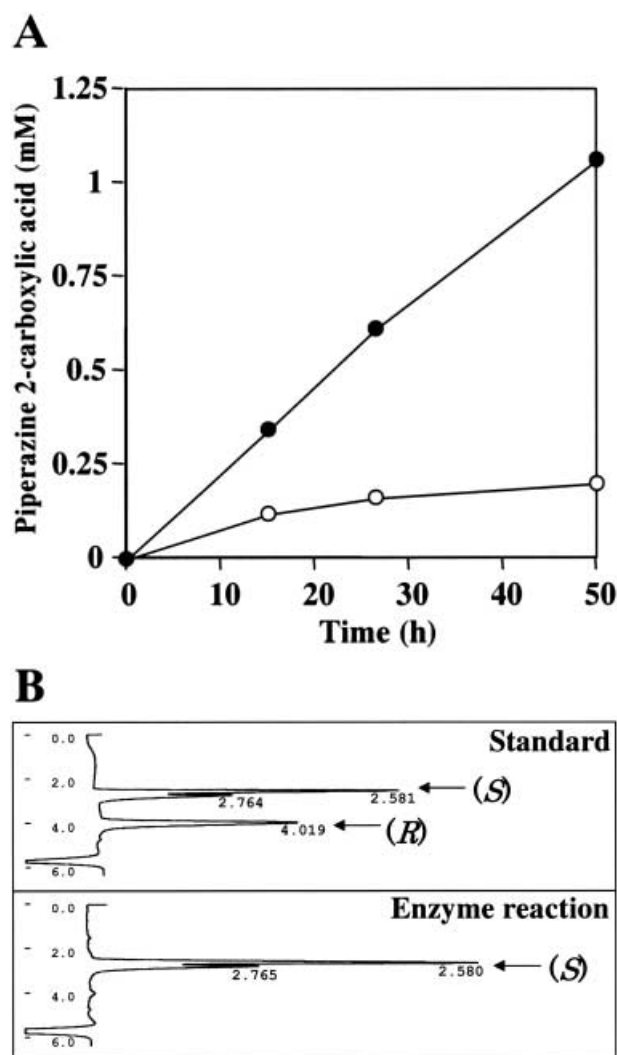 A
Piperazine 2-carboxylic acid (mM)
1.25
1
0.75
0.5
0.25
0
0 10 20 30 40 50
Time (h)
B
Standard
0.0
2.0
2.764 2.581 (S)
4.0
4.019 (R)
6.0
Enzyme reaction
0.0
2.0
2.765 2.580 (S)
4.0
6.0